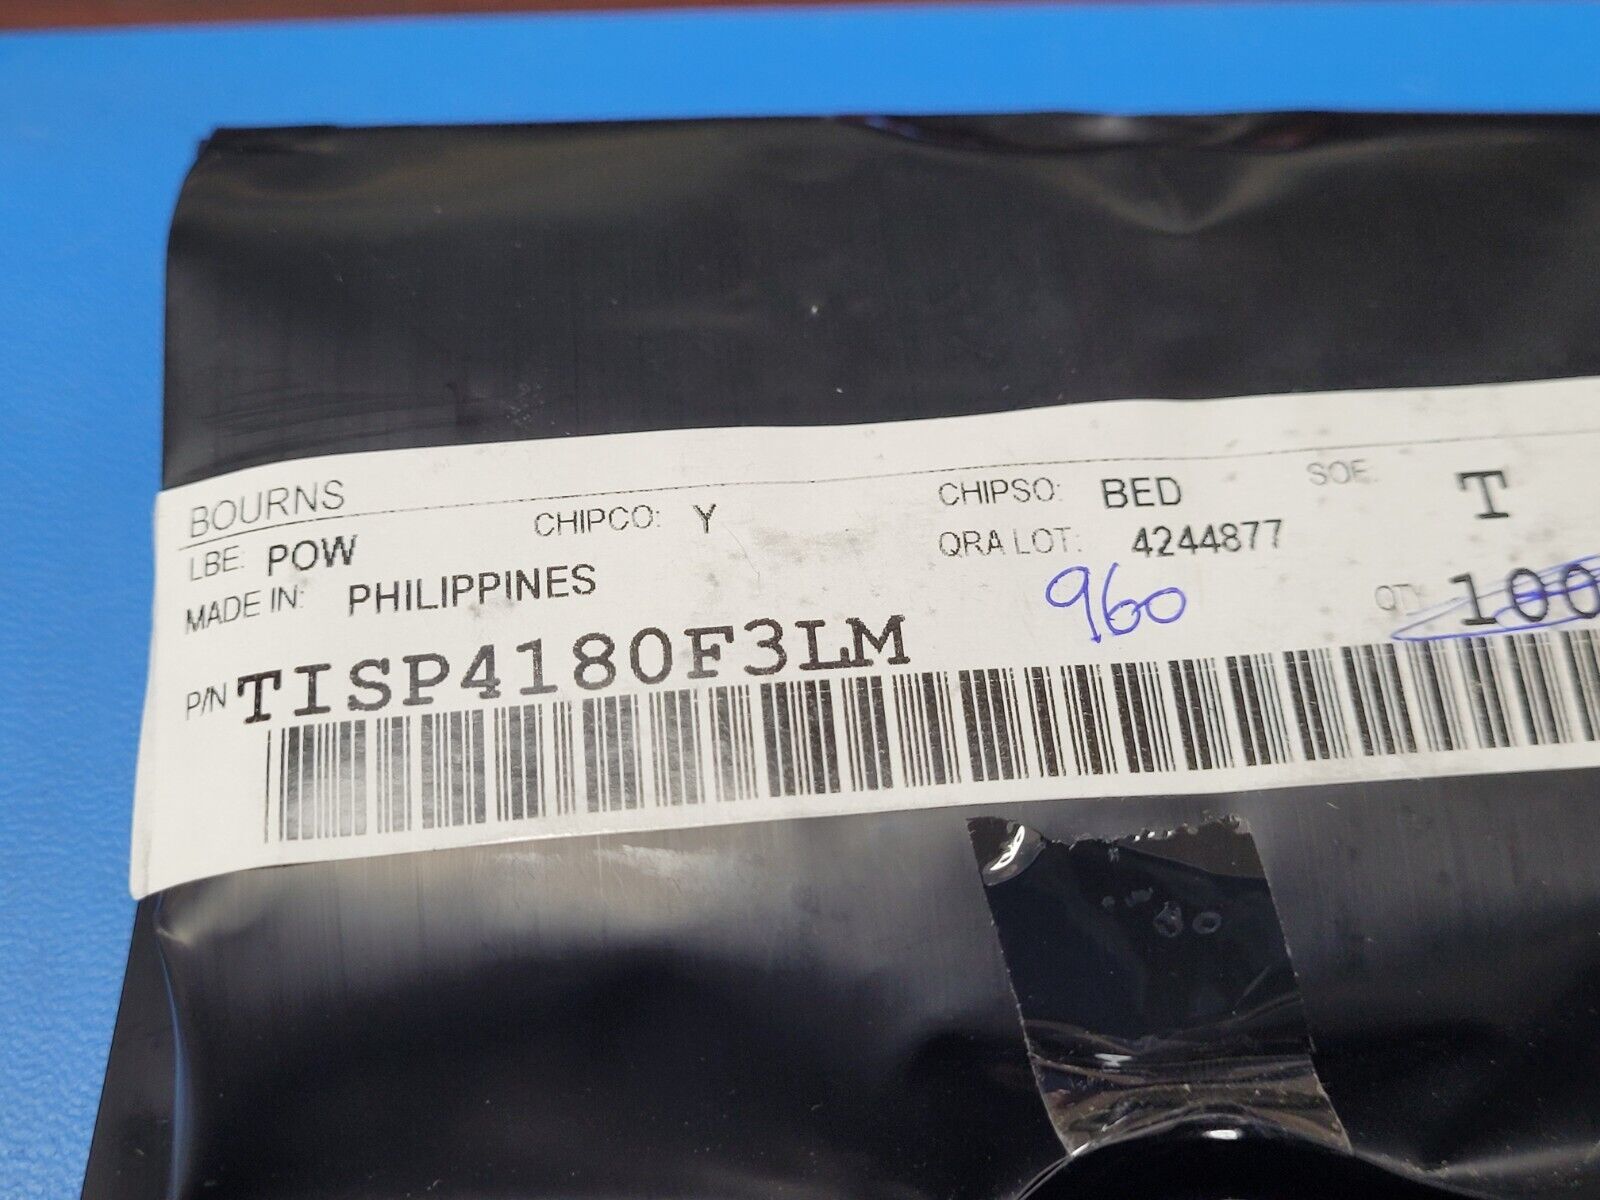 BOURNS
LBE: POW CHIPCO: Y CHIPSO: BED SOE: T
MADE IN: PHILIPPINES QRA LOT: 4244877
960 QTY 100
P/N TISP4180F3LM